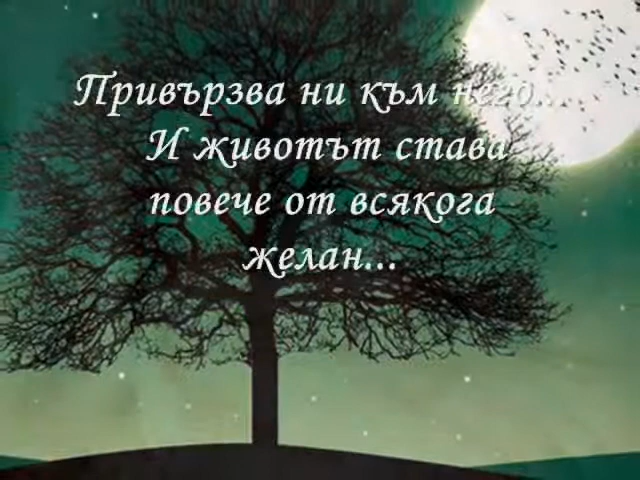 Привързва ни към него...
И животът става
повече от всякога
желан...